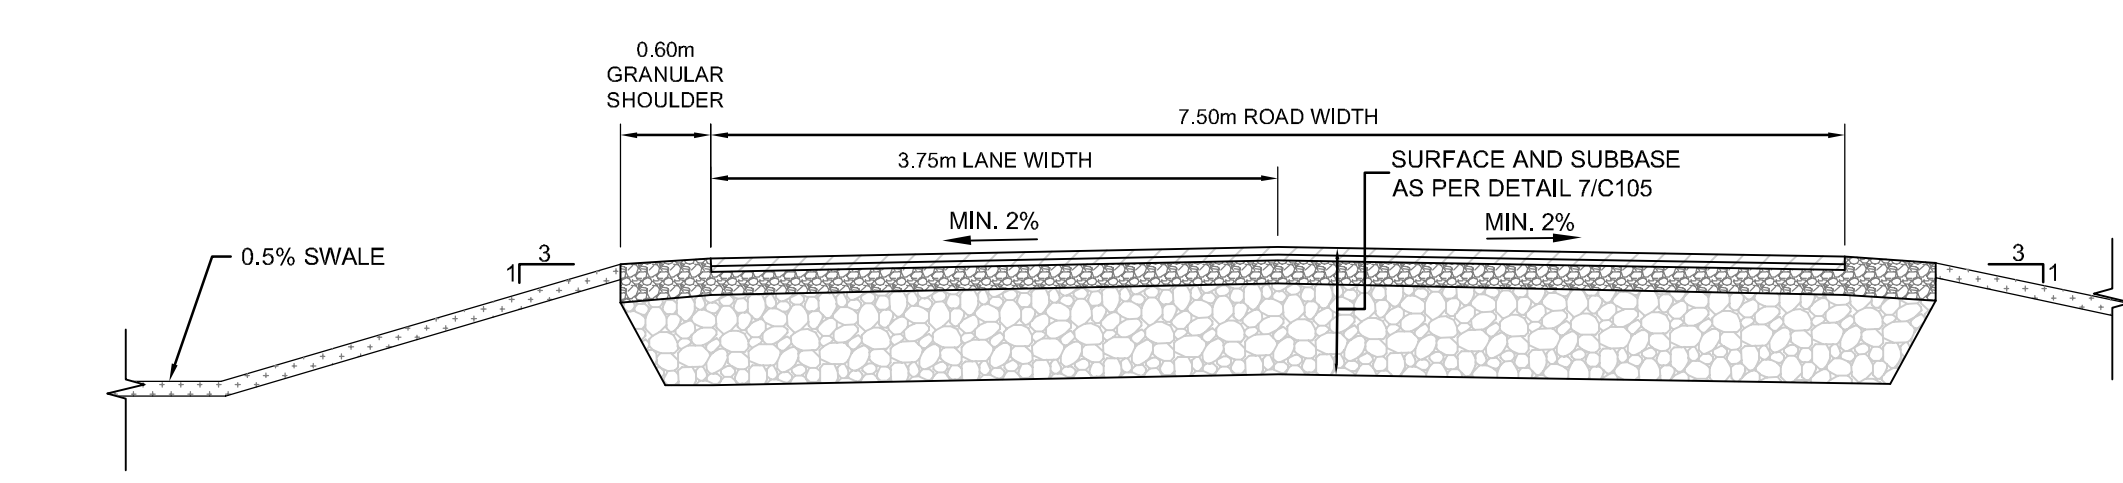 0.60m
GRANULAR
SHOULDER
7.50m ROAD WIDTH
3.75m LANE WIDTH
SURFACE AND SUBBASE
AS PER DETAIL 7/C105
MIN. 2%
MIN. 2%
0.5% SWALE
3
1
3
1